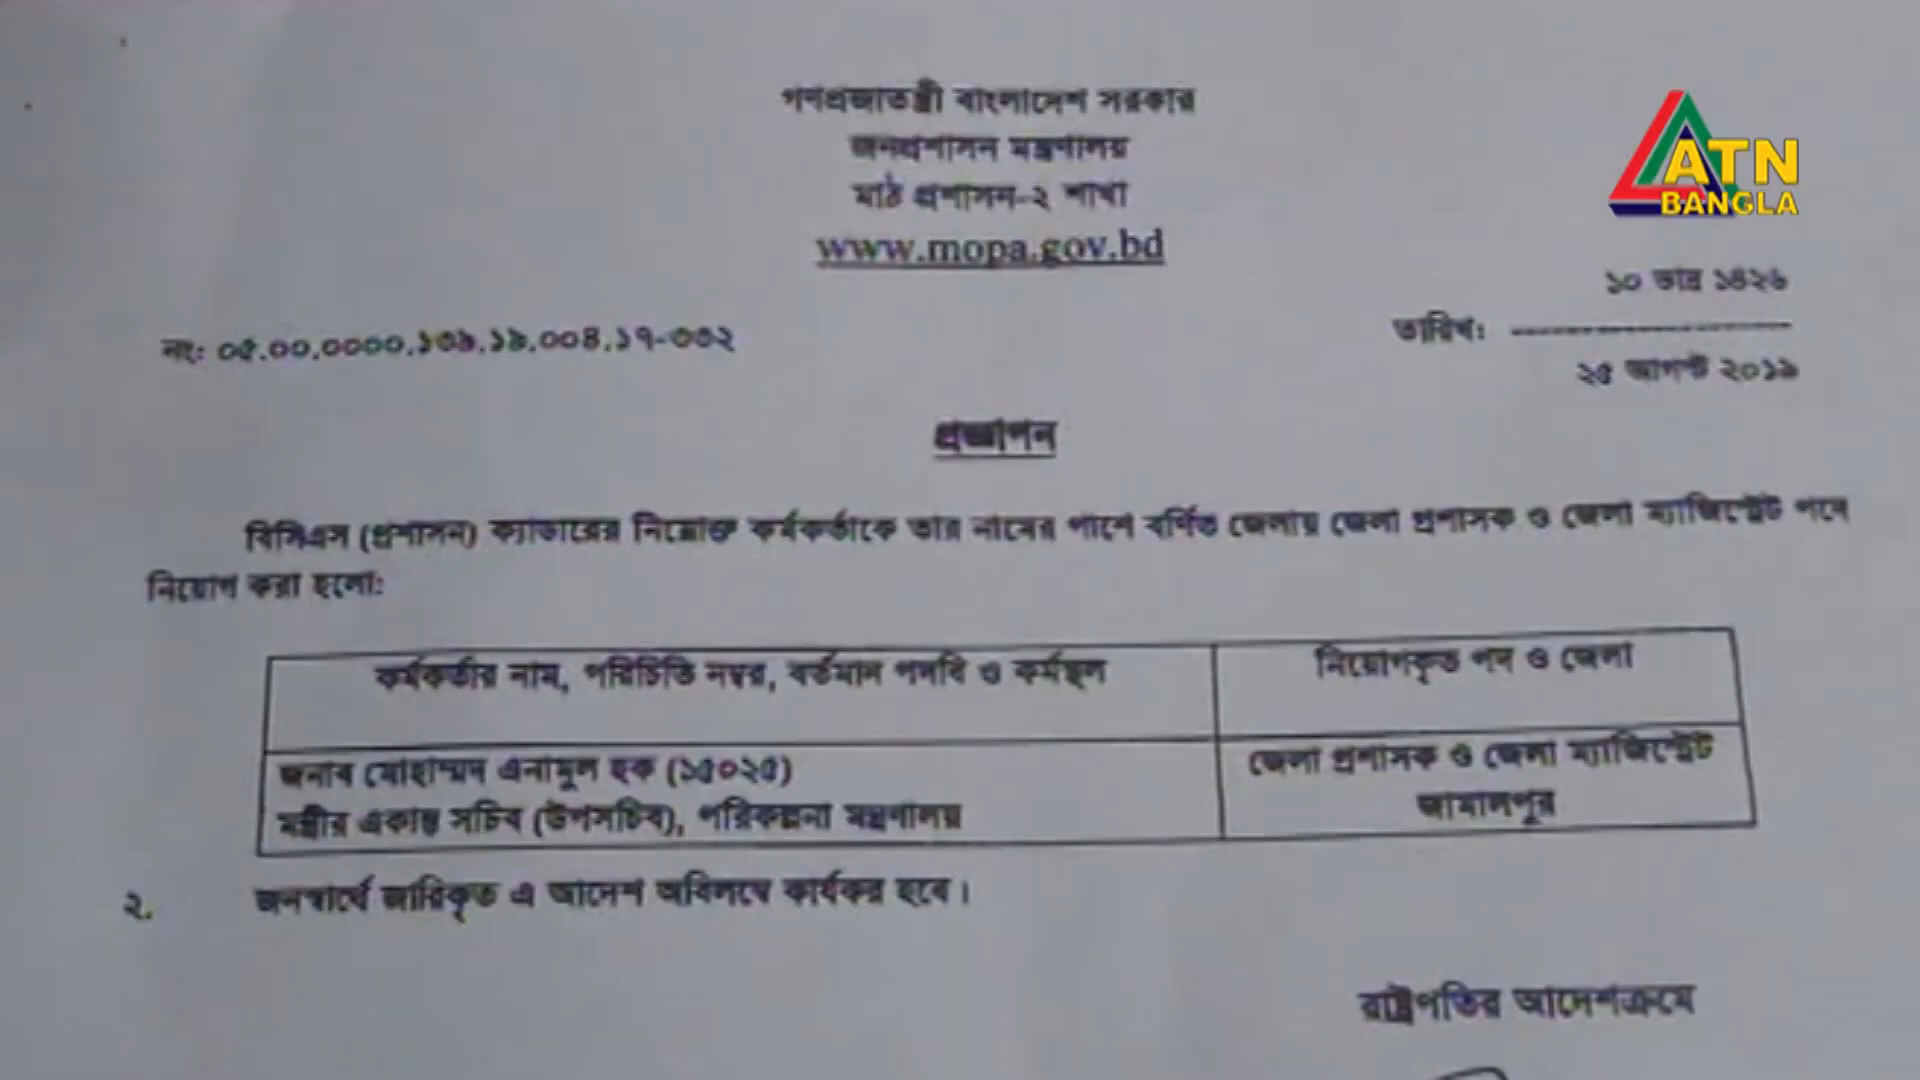 গণপ্রজাতন্ত্রী বাংলাদেশ সরকার
জনপ্রশাসন মন্ত্রণালয়
মাঠ প্রশাসন-২ শাখা
www.mopa.gov.bd
ATN
BANGLA
১০ ভাদ্র ১৪২৬
নং: ০৫.০০.০০০০.১৩৯.১৯.০০৪.১৭-৩৩২
তারিখ: --------------------
২৫ আগস্ট ২০১৯
প্রজ্ঞাপন
বিসিএস (প্রশাসন) ক্যাডারের নিম্নোক্ত কর্মকর্তাকে তার নামের পাশে বর্ণিত জেলায় জেলা প্রশাসক ও জেলা ম্যাজিস্ট্রেট পদে
নিয়োগ করা হলো:
কর্মকর্তার নাম, পরিচিতি নম্বর, বর্তমান পদবি ও কর্মস্থল
নিয়োগকৃত পদ ও জেলা
জনাব মোহাম্মদ এনামুল হক (১৫০২৫)
মন্ত্রীর একান্ত সচিব (উপসচিব), পরিকল্পনা মন্ত্রণালয়
জেলা প্রশাসক ও জেলা ম্যাজিস্ট্রেট
জামালপুর
২. জনস্বার্থে জারিকৃত এ আদেশ অবিলম্বে কার্যকর হবে।
রাষ্ট্রপতির আদেশক্রমে